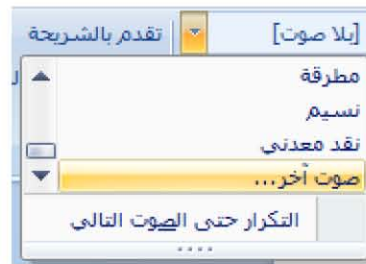 [بلا صوت] تقدم بالشريحة
مطرقة
نسيم
نقد معدني
صوت آخر...
التكرار حتى الصوت التالي